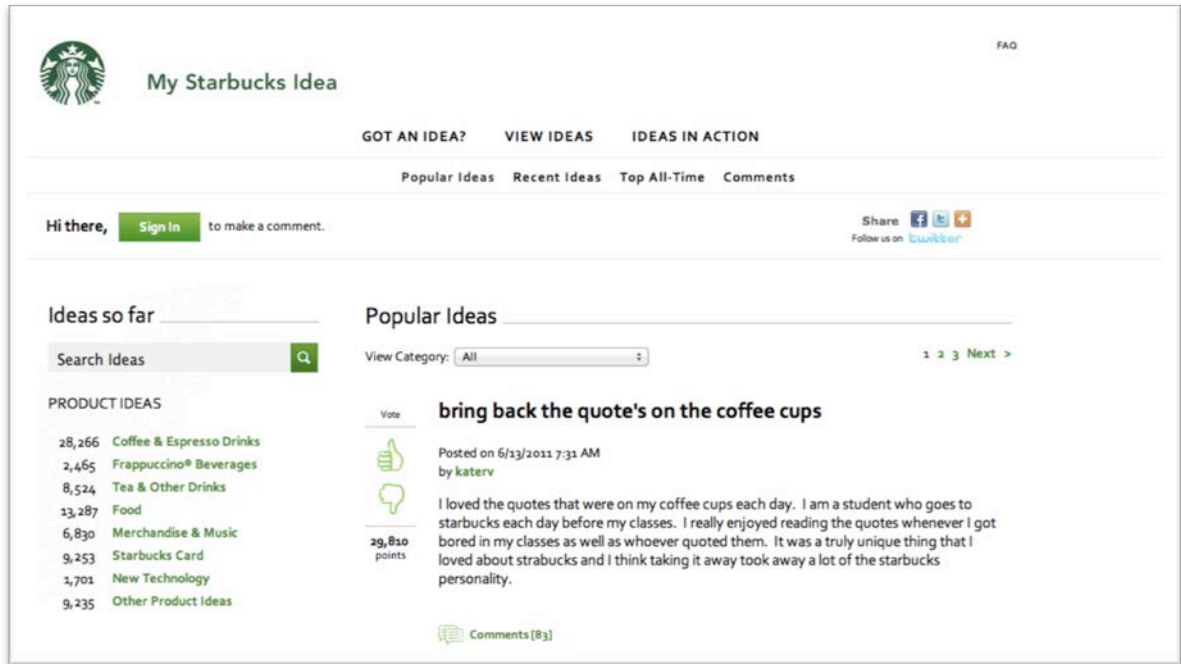 FAQ
My Starbucks Idea
GOT AN IDEA? VIEW IDEAS IDEAS IN ACTION
Popular Ideas Recent Ideas Top All-Time Comments
Hi there, Sign In to make a comment.
Share
Follow us on twitter
Ideas so far
Search Ideas
PRODUCT IDEAS
28,266 Coffee & Espresso Drinks
2,465 Frappuccino® Beverages
8,524 Tea & Other Drinks
13,287 Food
6,830 Merchandise & Music
9,253 Starbucks Card
1,701 New Technology
9,235 Other Product Ideas
Popular Ideas
View Category: All
1 2 3 Next >
Vote
29,810
points
bring back the quote's on the coffee cups
Posted on 6/13/2011 7:31 AM
by katerv
I loved the quotes that were on my coffee cups each day. I am a student who goes to
starbucks each day before my classes. I really enjoyed reading the quotes whenever I got
bored in my classes as well as whoever quoted them. It was a truly unique thing that I
loved about strabucks and I think taking it away took away a lot of the starbucks
personality.
Comments [83]